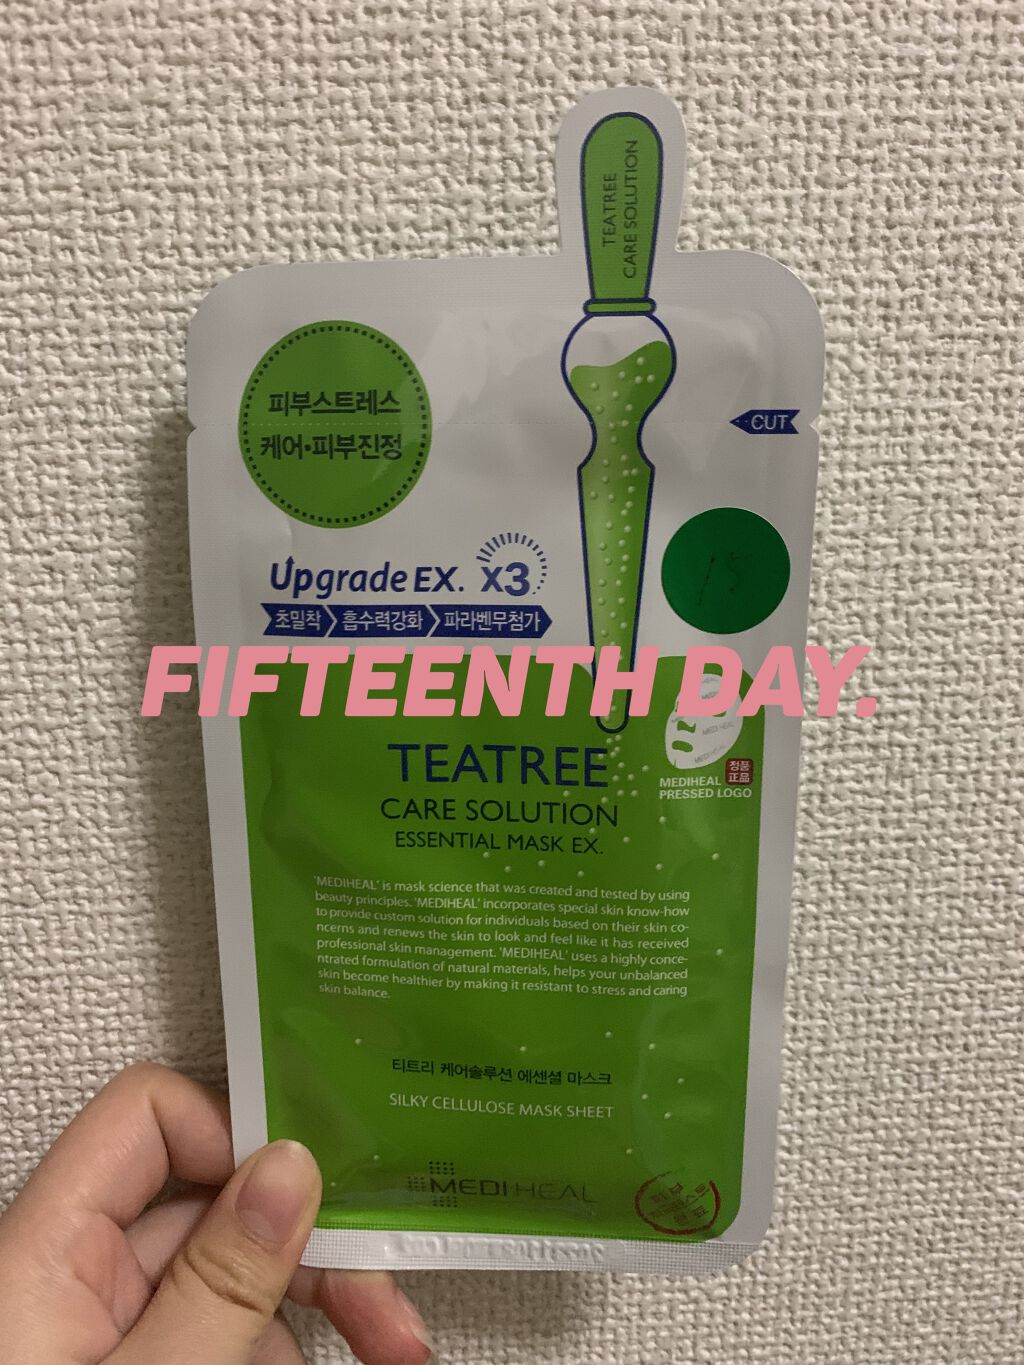 TEATREE
CARE SOLUTION
피부스트레스
케어•피부진정
CUT
15
Upgrade EX. x3
초밀착 흡수력강화 파라벤무첨가
FIFTEENTH DAY.
TEATREE
CARE SOLUTION
ESSENTIAL MASK EX.
MEDI HEAL
정품
正品
MEDIHEAL
PRESSED LOGO
'MEDIHEAL' is mask science that was created and tested by using
beauty principles. 'MEDIHEAL' incorporates special skin know-how
to provide custom solution for individuals based on their skin co-
ncerns and renews the skin to look and feel like it has received
professional skin management. 'MEDIHEAL' uses a highly conce-
ntrated formulation of natural materials, helps your unbalanced
skin become healthier by making it resistant to stress and caring
skin balance.
티트리 케어솔루션 에센셜 마스크
SILKY CELLULOSE MASK SHEET
MEDIHEAL